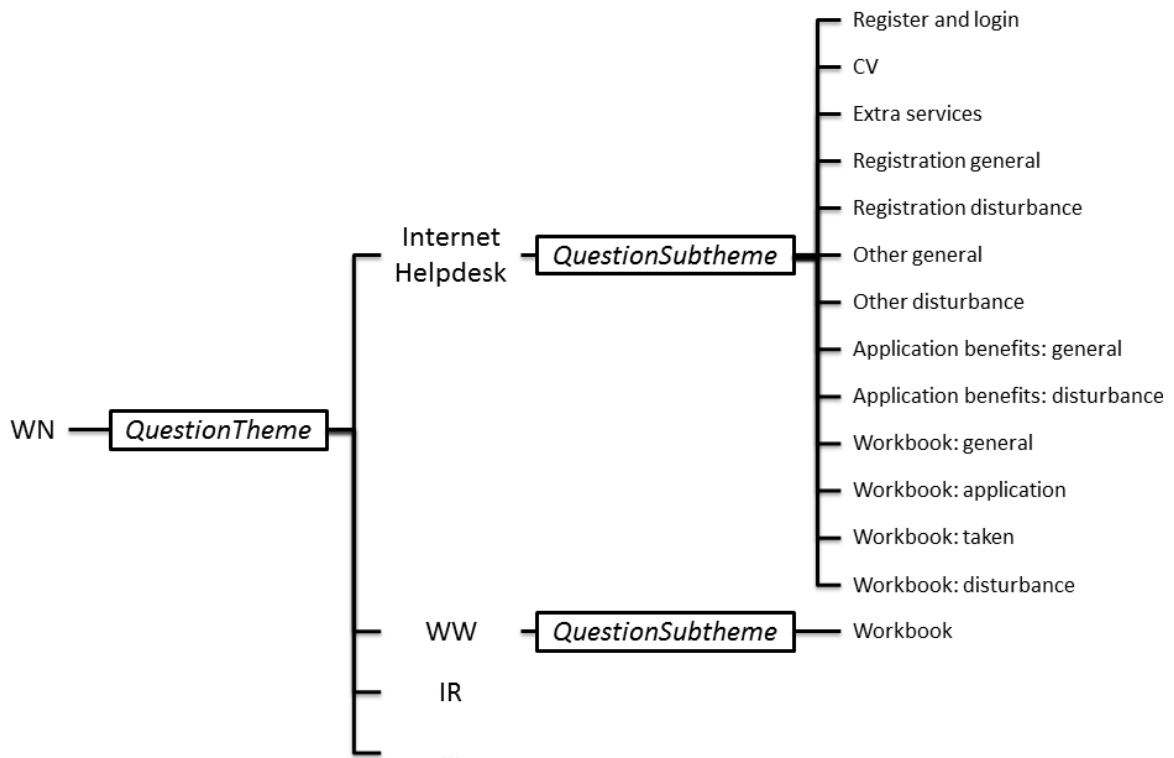 Register and login
CV
Extra services
Registration general
Registration disturbance
Internet
Helpdesk
QuestionSubtheme
Other general
Other disturbance
Application benefits: general
Application benefits: disturbance
WN
QuestionTheme
Workbook: general
Workbook: application
Workbook: taken
Workbook: disturbance
WW
QuestionSubtheme
Workbook
IR